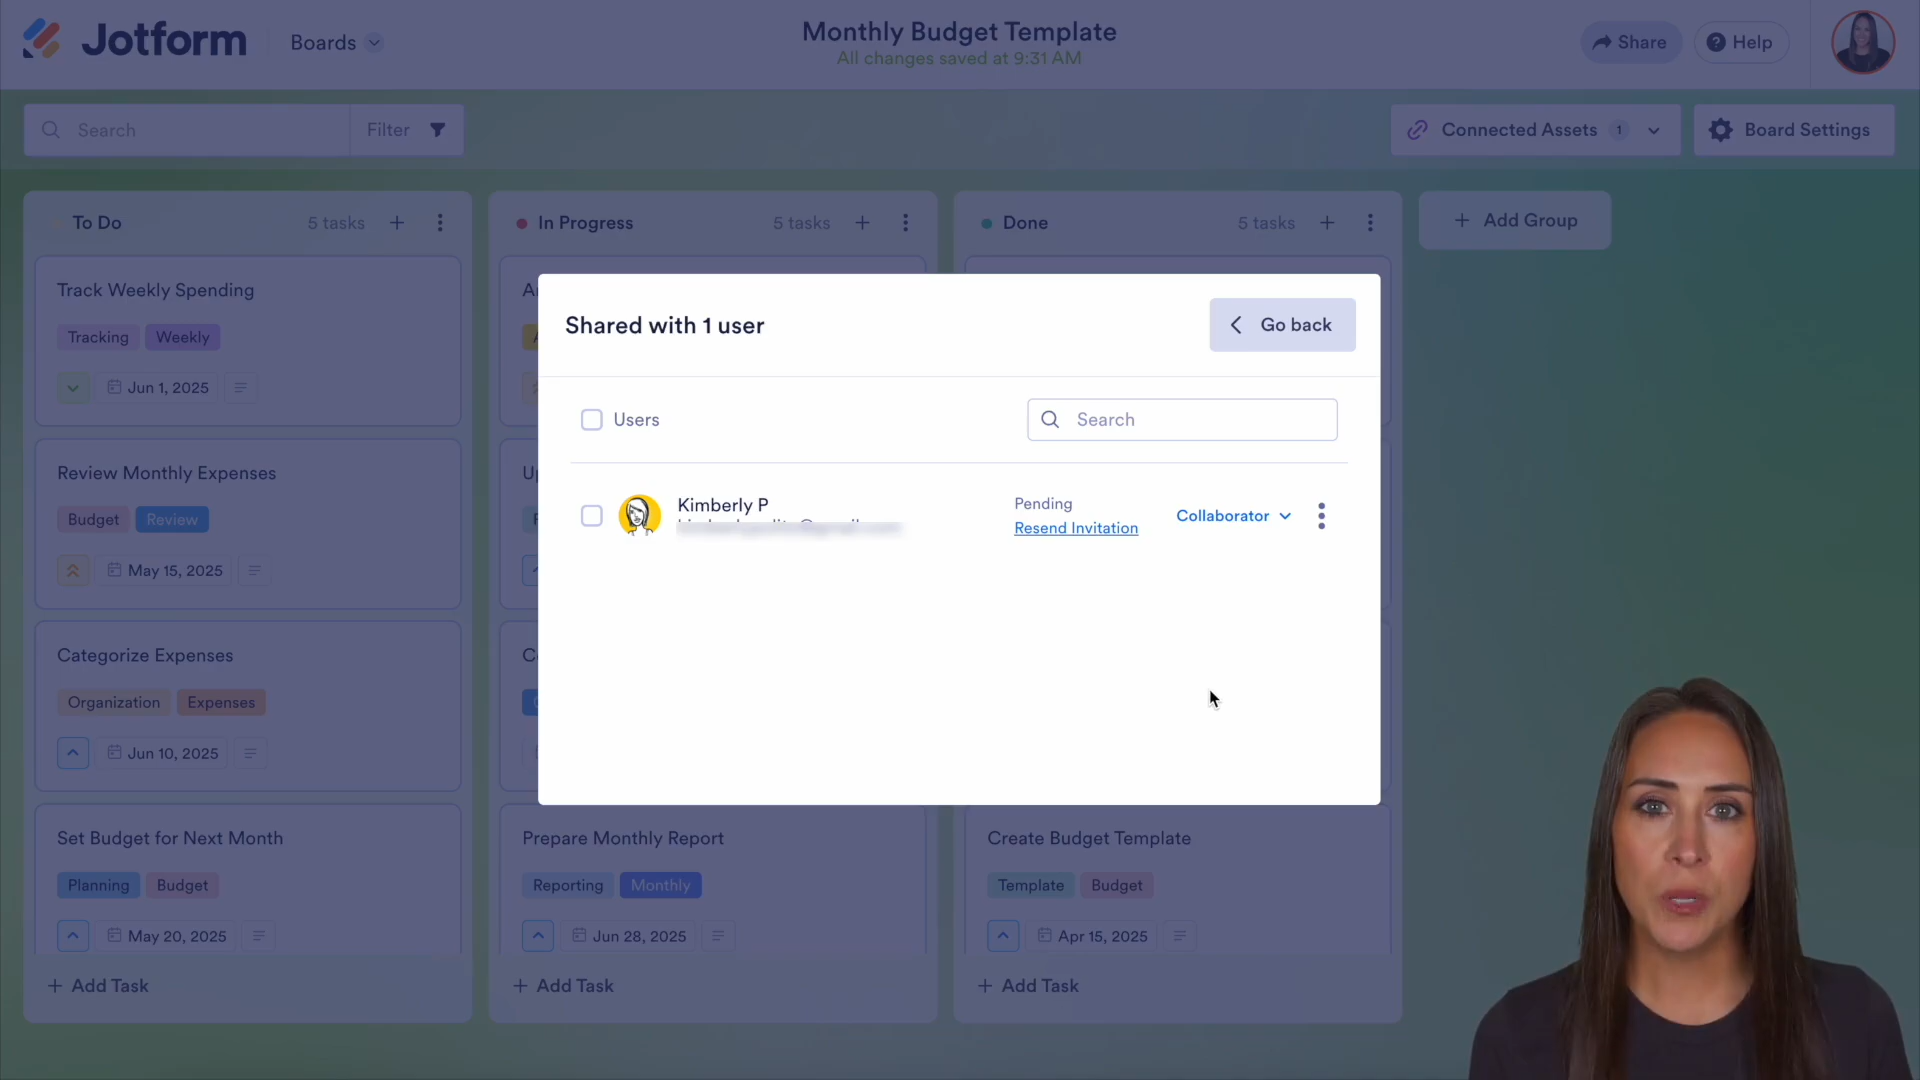 Jotform
Boards
Monthly Budget Template
All changes saved at 9:31 AM
Share
Help
Search
Filter
Connected Assets 1
Board Settings
To Do
5 tasks
In Progress
5 tasks
Done
5 tasks
Add Group
Track Weekly Spending
Tracking
Weekly
Jun 1, 2025
Review Monthly Expenses
Budget
Review
May 15, 2025
Categorize Expenses
Organization
Expenses
Jun 10, 2025
Set Budget for Next Month
Planning
Budget
May 20, 2025
Add Task
Shared with 1 user
Go back
Users
Search
Kimberly P
Pending
Resend Invitation
Collaborator
Prepare Monthly Report
Reporting
Monthly
Jun 28, 2025
Add Task
Create Budget Template
Template
Budget
Apr 15, 2025
Add Task